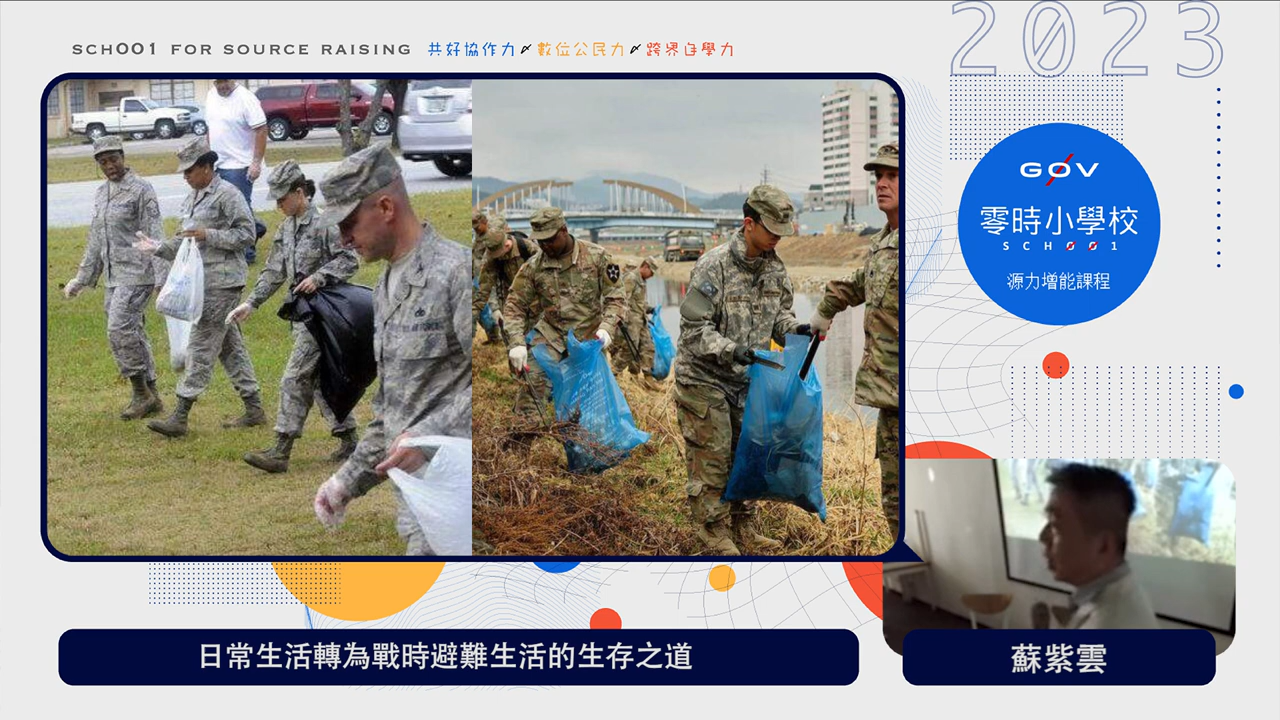 SCH001 FOR SOURCE RAISING 共好協作力 數位公民力 跨界自學力
2023
G0V
零時小學校
SCH001
源力增能課程
日常生活轉為戰時避難生活的生存之道
蘇紫雲